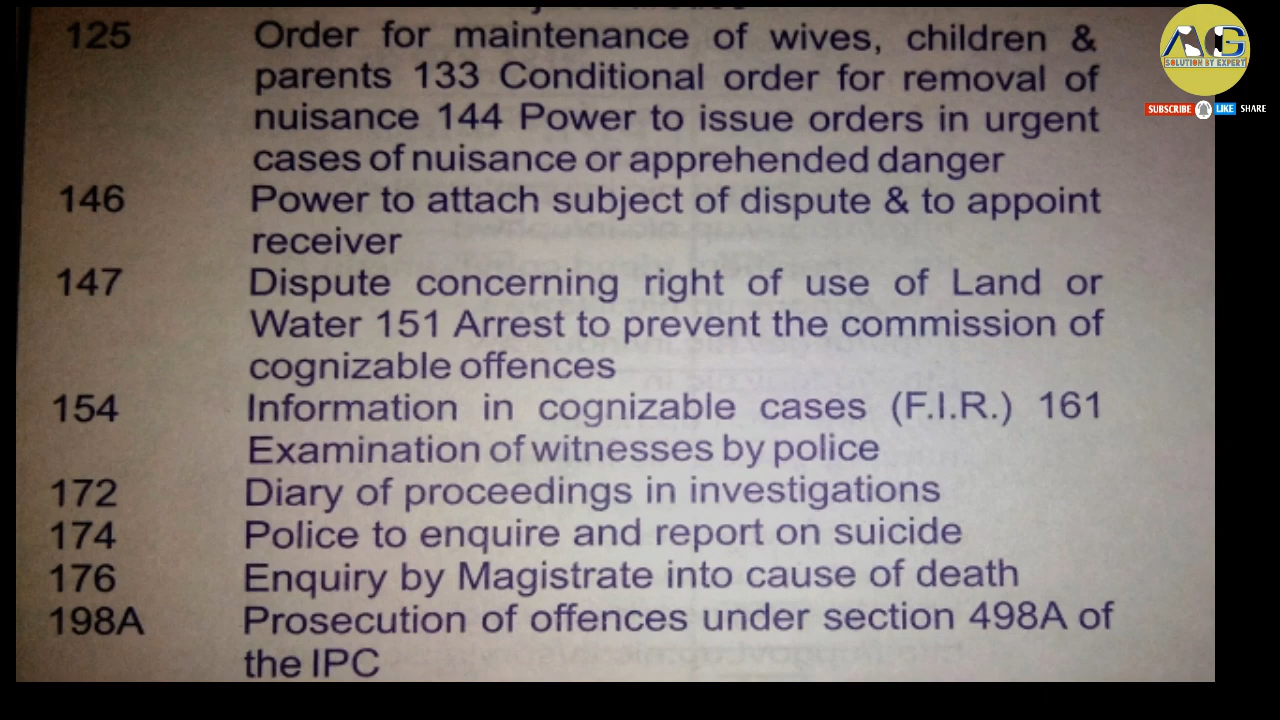 125 Order for maintenance of wives, children &
parents 133 Conditional order for removal of
nuisance 144 Power to issue orders in urgent
cases of nuisance or apprehended danger
146 Power to attach subject of dispute & to appoint
receiver
147 Dispute concerning right of use of Land or
Water 151 Arrest to prevent the commission of
cognizable offences
154 Information in cognizable cases (F.I.R.) 161
Examination of witnesses by police
172 Diary of proceedings in investigations
174 Police to enquire and report on suicide
176 Enquiry by Magistrate into cause of death
198A Prosecution of offences under section 498A of
the IPC
AG
SOLUTION BY EXPERT
SUBSCRIBE LIKE SHARE